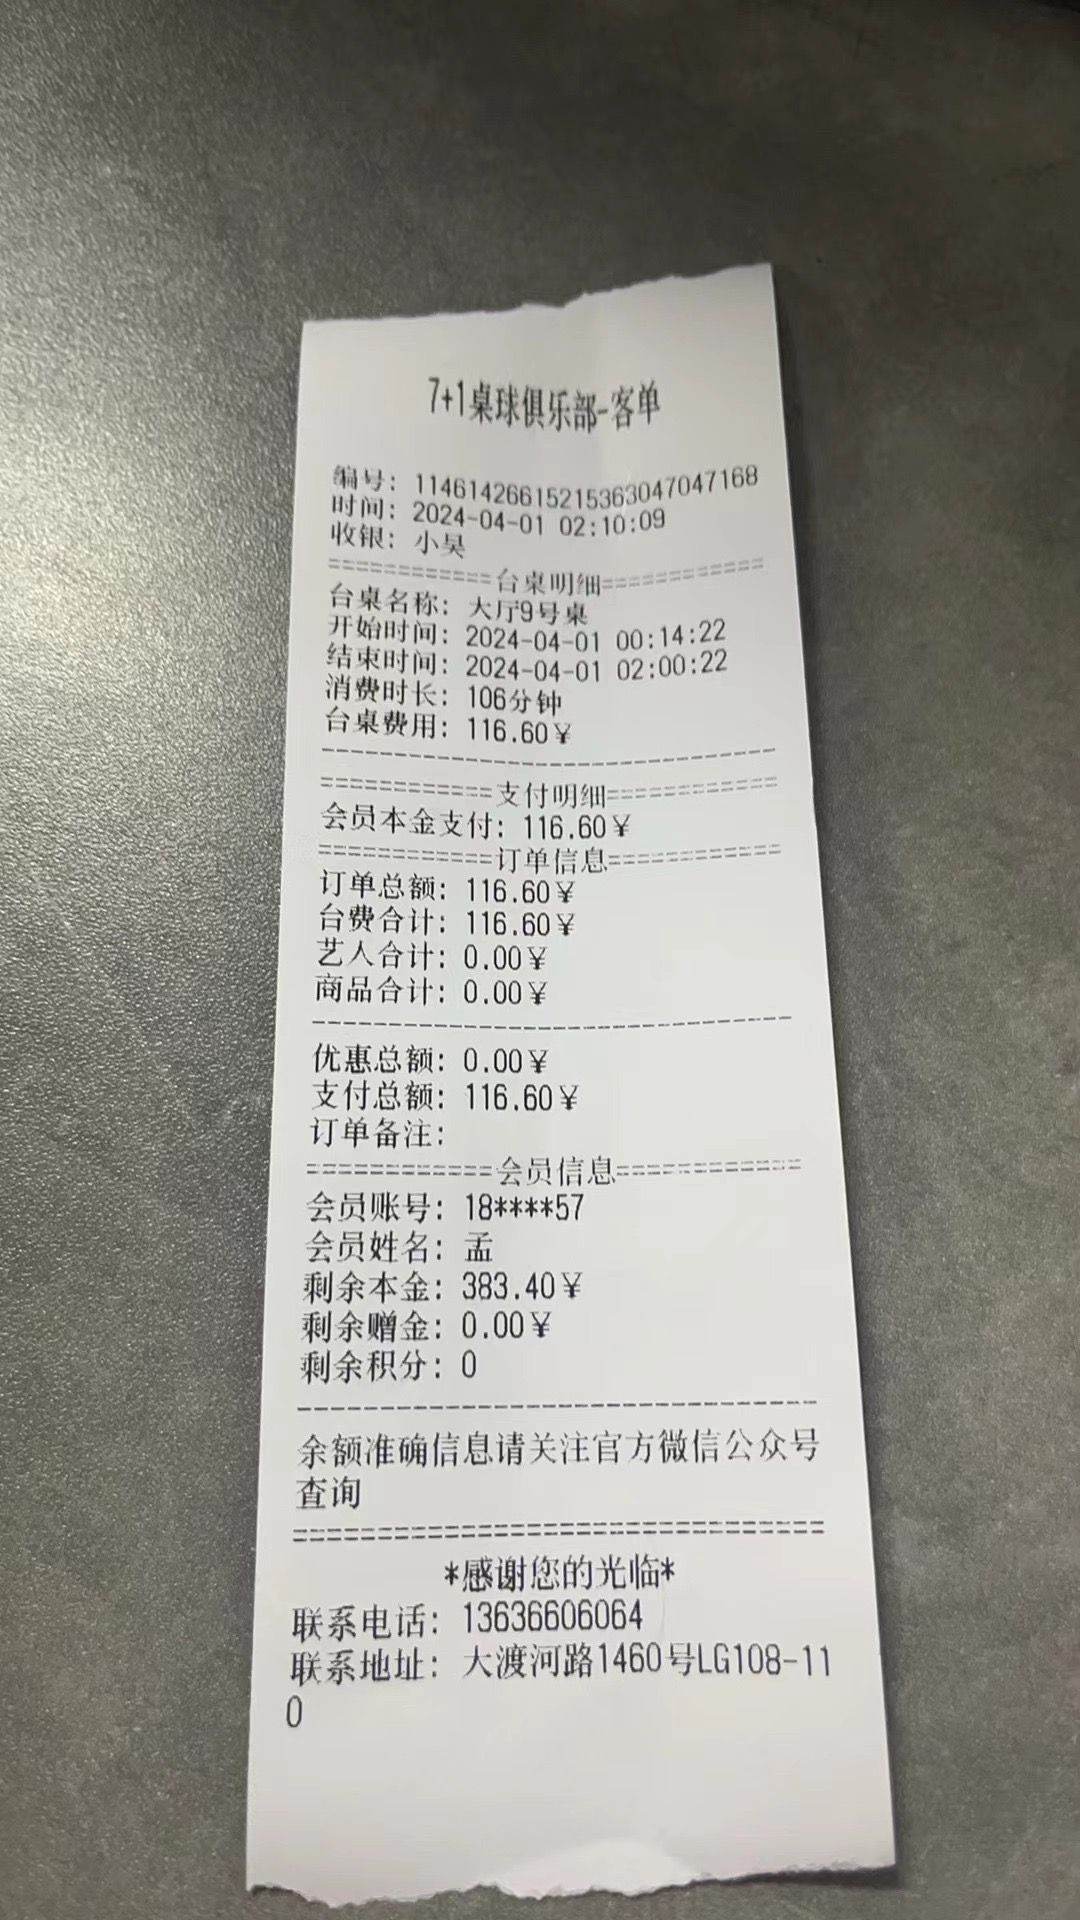 7+1桌球俱乐部-客单
编号: 1146142661521536​3047047168
时间: 2024-04-01 02:10:09
收银: 小昊
===========台桌明细===========
台桌名称: 大厅9号桌
开始时间: 2024-04-01 00:14:22
结束时间: 2024-04-01 02:00:22
消费时长: 106分钟
台桌费用: 116.60¥
--------------------------------
===========支付明细===========
会员本金支付: 116.60¥
===========订单信息===========
订单总额: 116.60¥
台费合计: 116.60¥
艺人合计: 0.00¥
商品合计: 0.00¥
--------------------------------
优惠总额: 0.00¥
支付总额: 116.60¥
订单备注:
===========会员信息===========
会员账号: 18****57
会员姓名: 孟
剩余本金: 383.40¥
剩余赠金: 0.00¥
剩余积分: 0
--------------------------------
余额准确信息请关注官方微信公众号
查询
================================
*感谢您的光临*
联系电话: 13636606064
联系地址: 大渡河路1460号LG108-11
0